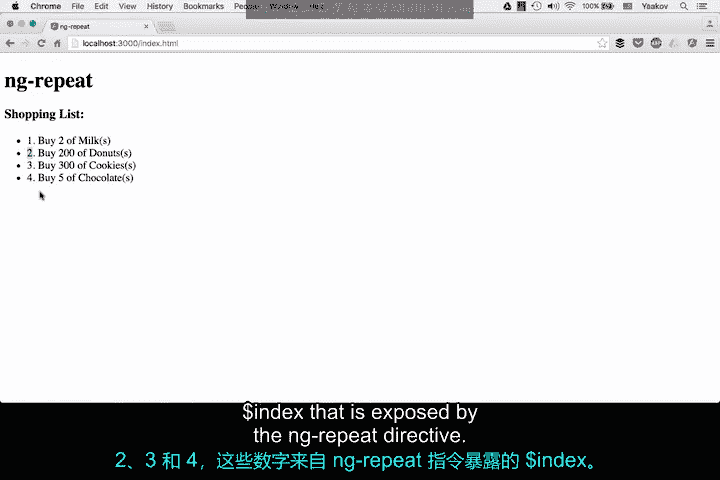 Chrome File Edit View History Bookmarks People Window Help 100% Yaakov
ng-repeat
localhost:3000/index.html
ng-repeat
Shopping List:
1. Buy 2 of Milk(s)
2. Buy 200 of Donuts(s)
3. Buy 300 of Cookies(s)
4. Buy 5 of Chocolate(s)
$index that is exposed by
the ng-repeat directive.
2、3 和 4，这些数字来自 ng-repeat 指令暴露的 $index。